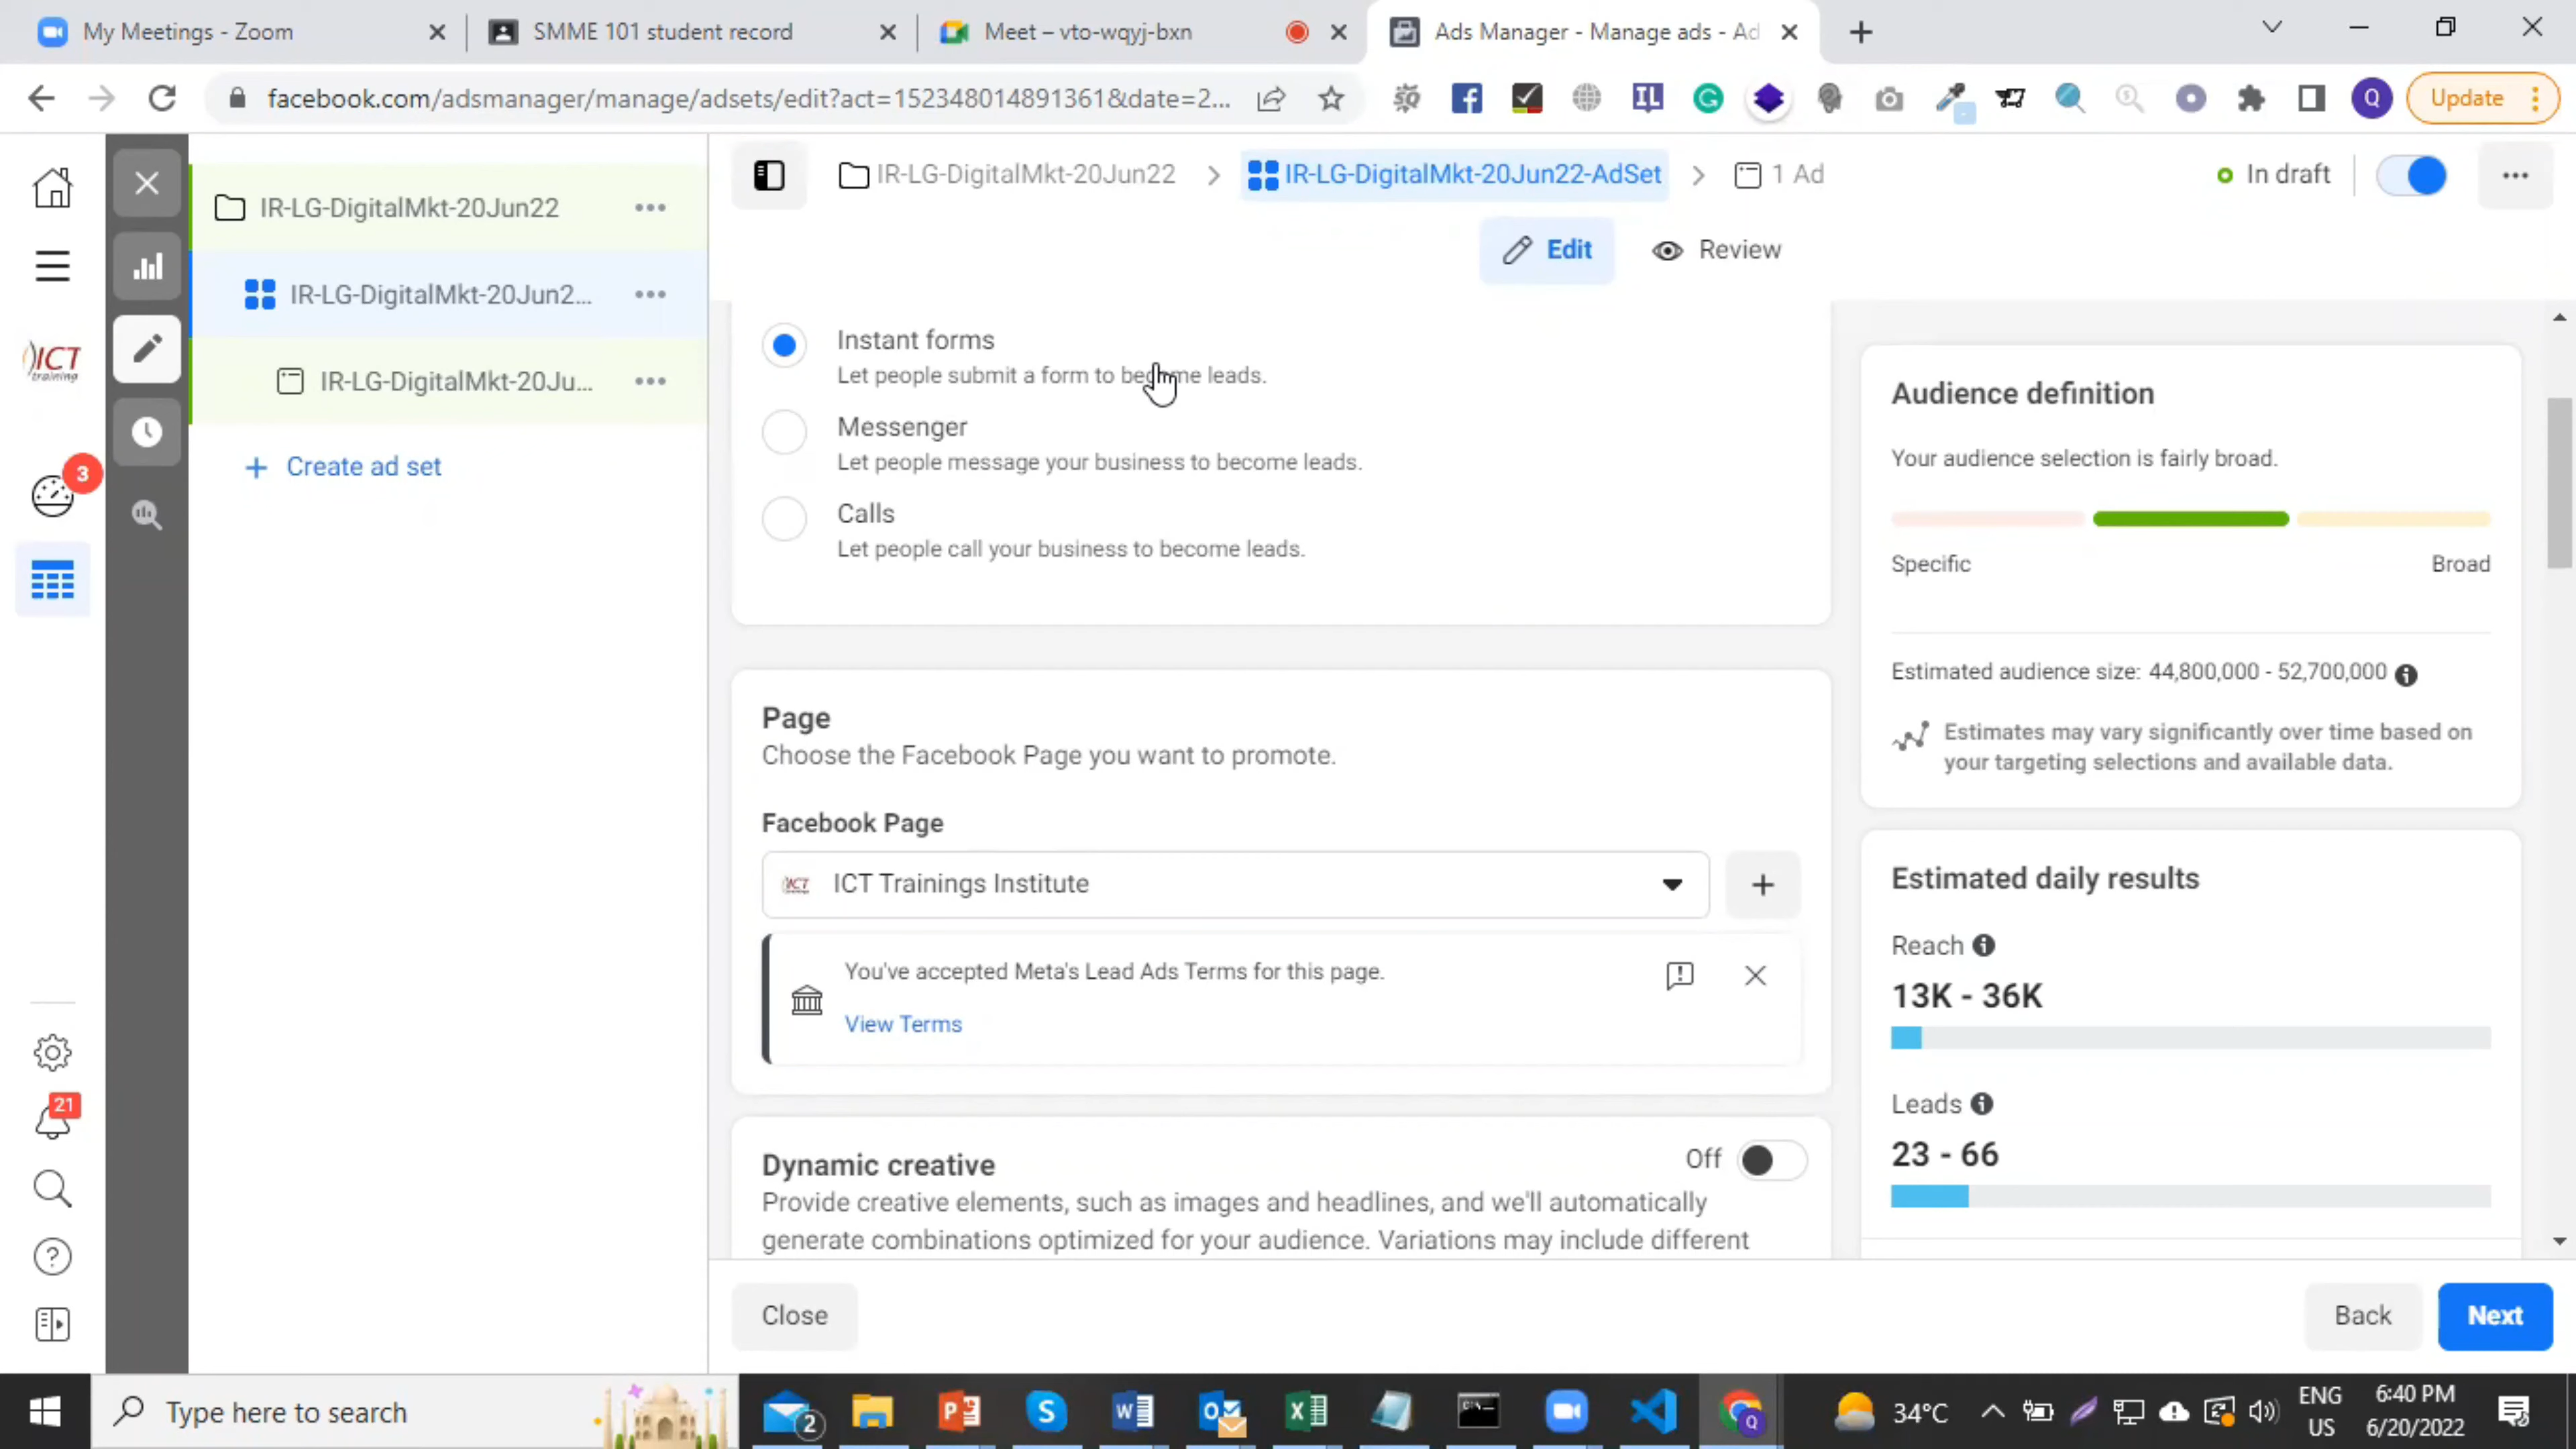 My Meetings - Zoom
SMME 101 student record
Meet – vto-wqyj-bxn
Ads Manager - Manage ads - Ad
facebook.com/adsmanager/manage/adsets/edit?act=152348014891361&date=2...
Update
IR-LG-DigitalMkt-20Jun22
IR-LG-DigitalMkt-20Jun2...
IR-LG-DigitalMkt-20Ju...
Create ad set
ICT
training
3
21
IR-LG-DigitalMkt-20Jun22
IR-LG-DigitalMkt-20Jun22-AdSet
1 Ad
In draft
Edit
Review
Instant forms
Let people submit a form to become leads.
Messenger
Let people message your business to become leads.
Calls
Let people call your business to become leads.
Page
Choose the Facebook Page you want to promote.
Facebook Page
ICT
ICT Trainings Institute
You've accepted Meta's Lead Ads Terms for this page.
View Terms
Dynamic creative
Off
Provide creative elements, such as images and headlines, and we'll automatically
generate combinations optimized for your audience. Variations may include different
Audience definition
Your audience selection is fairly broad.
Specific
Broad
Estimated audience size: 44,800,000 - 52,700,000
Estimates may vary significantly over time based on
your targeting selections and available data.
Estimated daily results
Reach
13K - 36K
Leads
23 - 66
Close
Back
Next
Type here to search
2
34°C
ENG
US
6:40 PM
6/20/2022